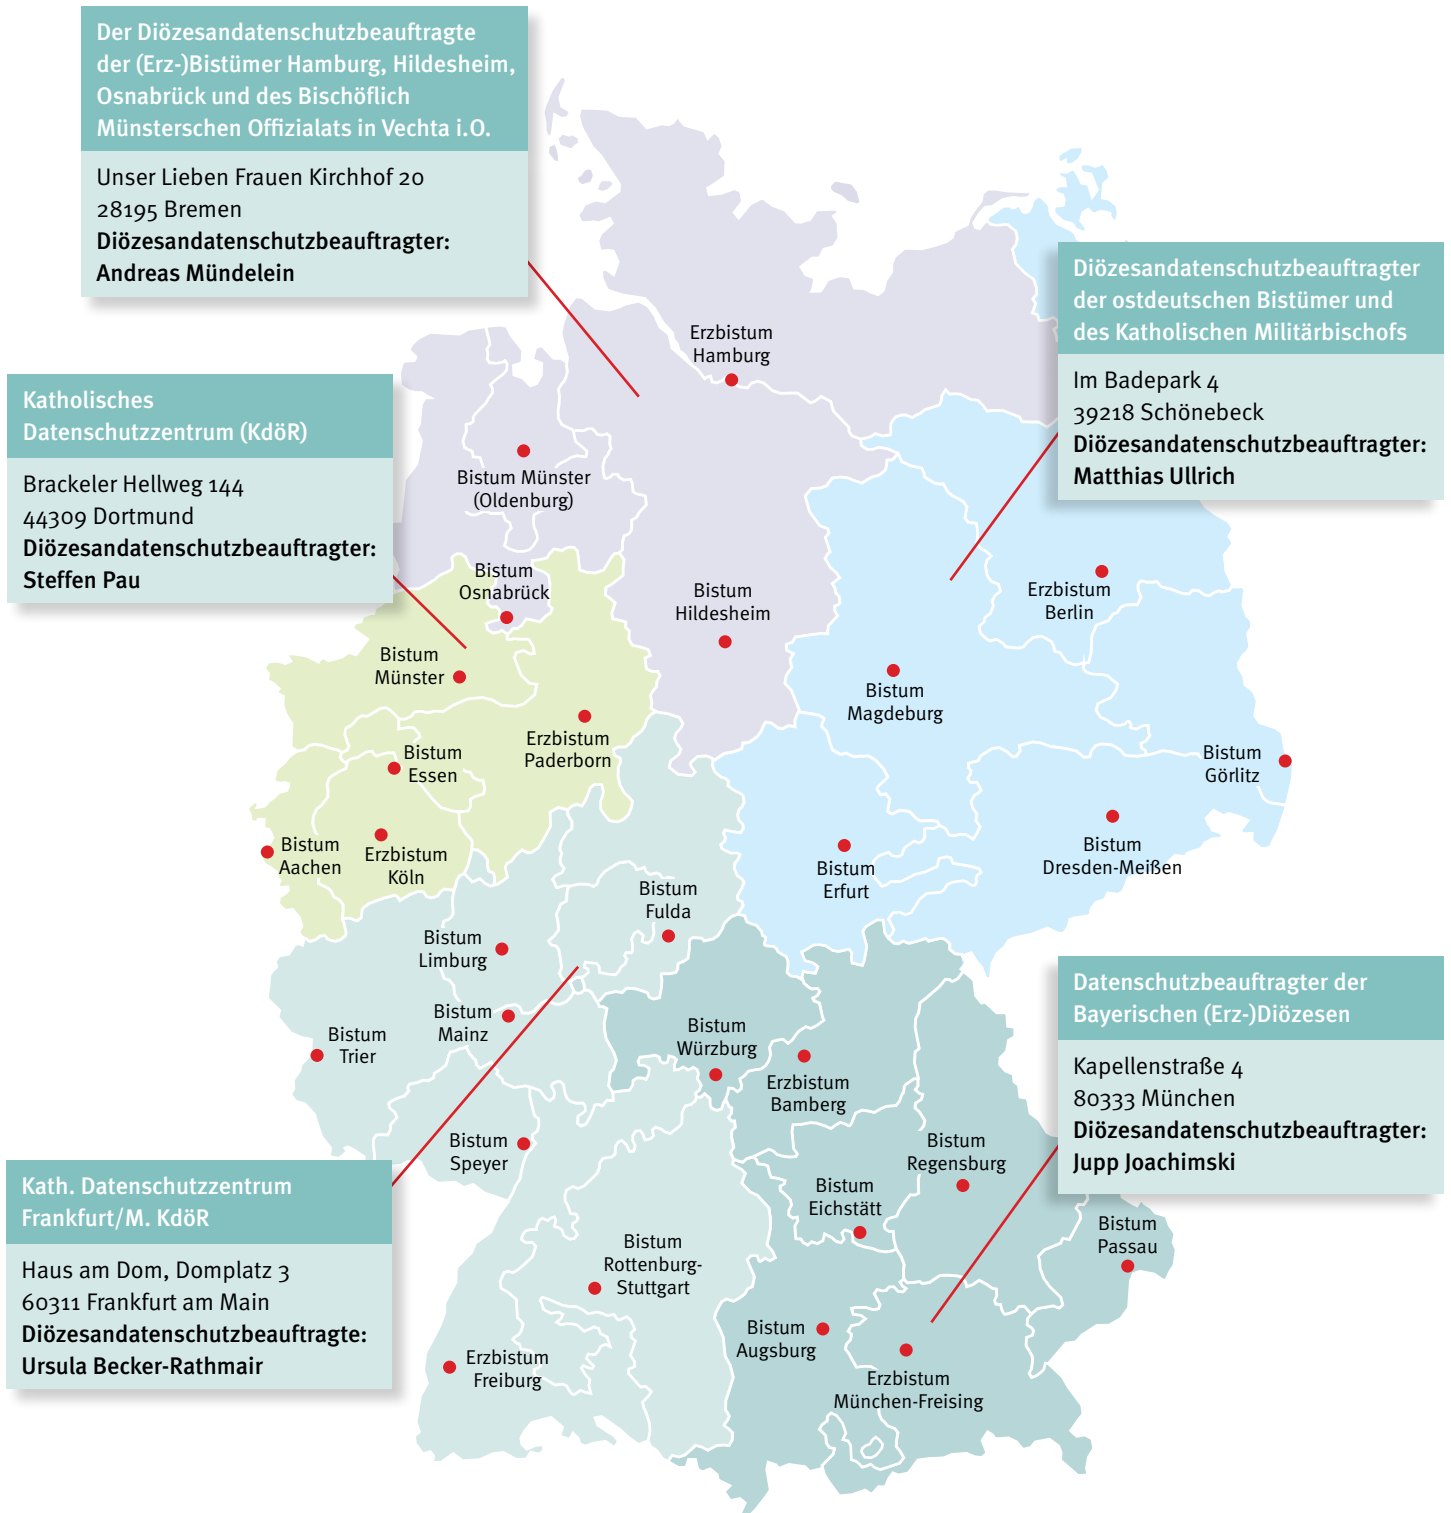 Der Diözesandatenschutzbeauftragte
der (Erz-)Bistümer Hamburg, Hildesheim,
Osnabrück und des Bischöflich
Münsterschen Offizialats in Vechta i.O.
Unser Lieben Frauen Kirchhof 20
28195 Bremen
Diözesandatenschutzbeauftragter:
Andreas Mündelein
Diözesandatenschutzbeauftragter
der ostdeutschen Bistümer und
des Katholischen Militärbischofs
Im Badepark 4
39218 Schönebeck
Diözesandatenschutzbeauftragter:
Matthias Ullrich
Katholisches
Datenschutzzentrum (KdöR)
Brackeler Hellweg 144
44309 Dortmund
Diözesandatenschutzbeauftragter:
Steffen Pau
Erzbistum
Hamburg
Bistum Münster
(Oldenburg)
Bistum
Osnabrück
Bistum
Hildesheim
Erzbistum
Berlin
Bistum
Münster
Bistum
Magdeburg
Erzbistum
Paderborn
Bistum
Essen
Bistum
Görlitz
Bistum
Aachen
Erzbistum
Köln
Bistum
Erfurt
Bistum
Dresden-Meißen
Bistum
Fulda
Bistum
Limburg
Bistum
Mainz
Bistum
Trier
Bistum
Würzburg
Erzbistum
Bamberg
Datenschutzbeauftragter der
Bayerischen (Erz-)Diözesen
Kapellenstraße 4
80333 München
Diözesandatenschutzbeauftragter:
Jupp Joachimski
Bistum
Speyer
Bistum
Regensburg
Bistum
Eichstätt
Bistum
Passau
Kath. Datenschutzzentrum
Frankfurt/M. KdöR
Haus am Dom, Domplatz 3
60311 Frankfurt am Main
Diözesandatenschutzbeauftragte:
Ursula Becker-Rathmair
Bistum
Rottenburg-
Stuttgart
Bistum
Augsburg
Erzbistum
Freiburg
Erzbistum
München-Freising